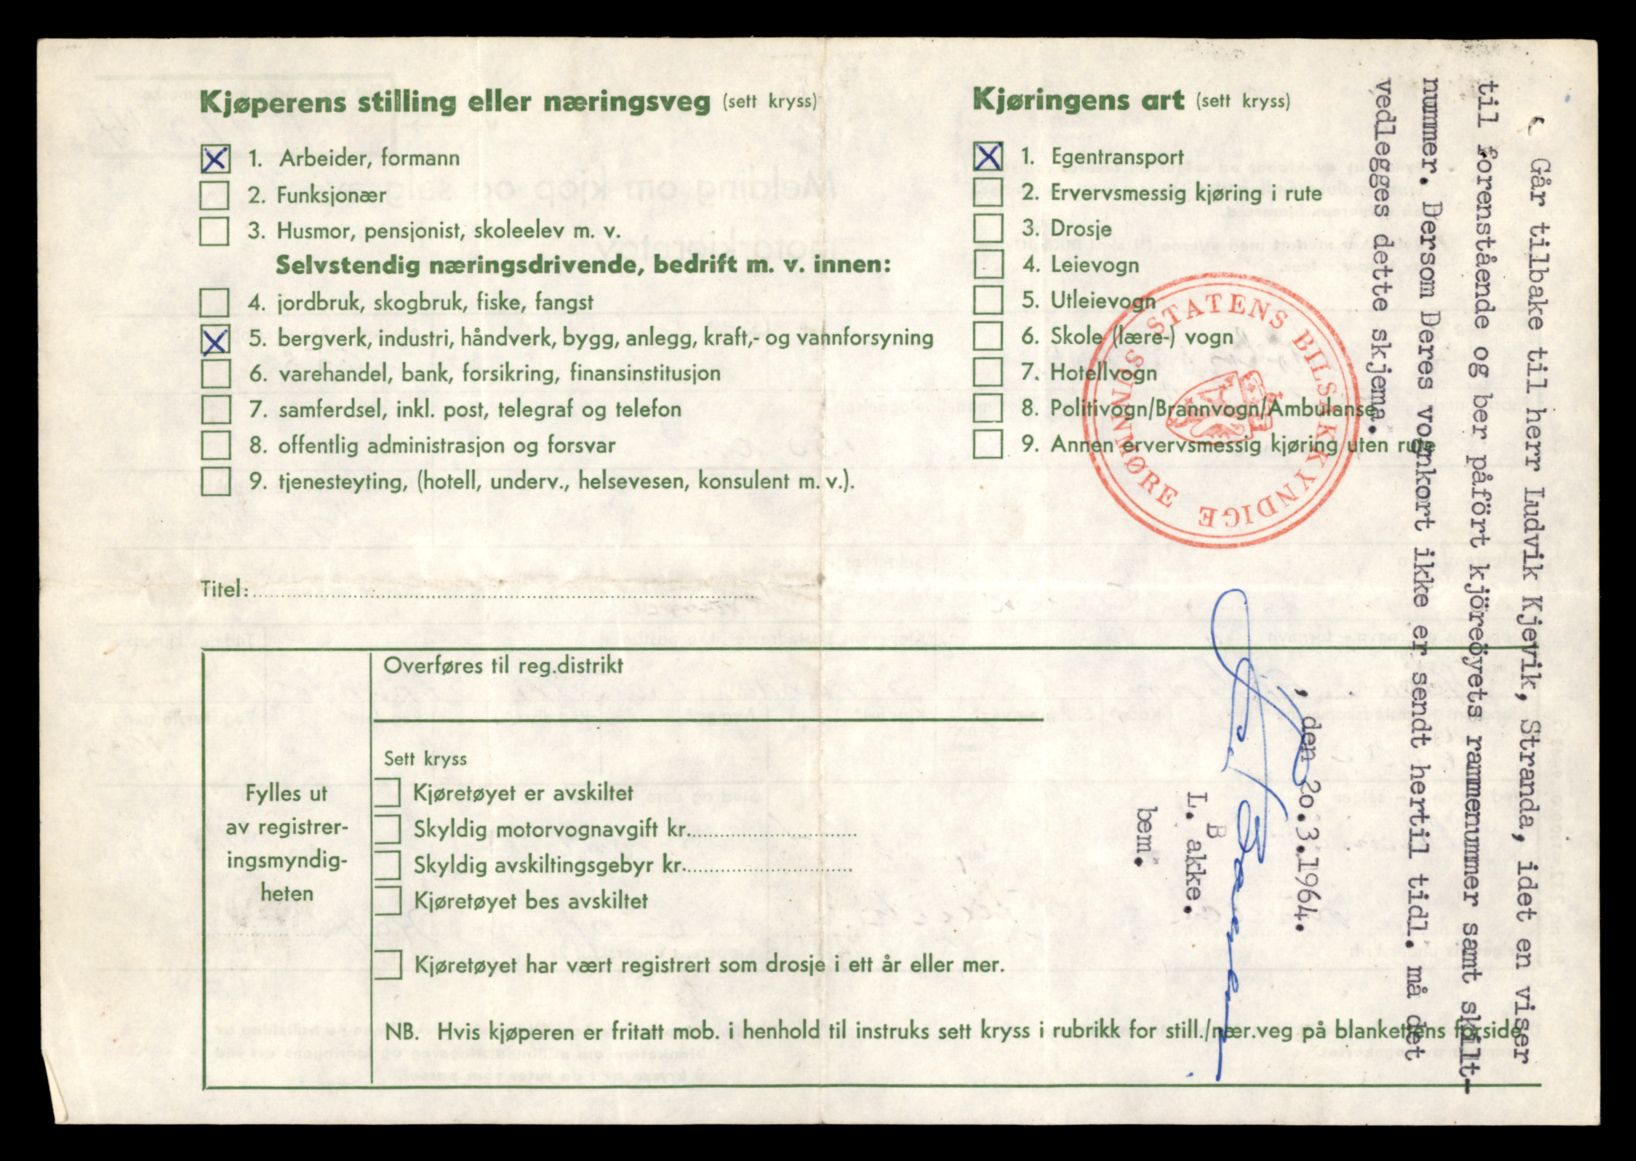 Kjøperens stilling eller næringsveg (sett kryss)
X 1. Arbeider, formann
2. Funksjonær
3. Husmor, pensjonist, skoleelev m. v.
Selvstendig næringsdrivende, bedrift m. v. innen:
4. jordbruk, skogbruk, fiske, fangst
X 5. bergverk, industri, håndverk, bygg, anlegg, kraft,- og vannforsyning
6. varehandel, bank, forsikring, finansinstitusjon
7. samferdsel, inkl. post, telegraf og telefon
8. offentlig administrasjon og forsvar
9. tjenesteyting, (hotell, underv., helsevesen, konsulent m. v.).
Kjøringens art (sett kryss)
X 1. Egentransport
2. Ervervsmessig kjøring i rute
3. Drosje
4. Leievogn
5. Utleievogn
6. Skole (lære-) vogn
7. Hotellvogn
8. Politivogn/Brannvogn/Ambulanse
9. Annen ervervsmessig kjøring uten rute
STATENS BILSAKKYNDIGE
Titel:
Fylles ut
av registrer-
ingsmyndig-
heten
Overføres til reg.distrikt
Sett kryss
Kjøretøyet er avskiltet
Skyldig motorvognavgift kr.
Skyldig avskiltingsgebyr kr.
Kjøretøyet bes avskiltet
Kjøretøyet har vært registrert som drosje i ett år eller mer.
NB. Hvis kjøperen er fritatt mob. i henhold til instruks sett kryss i rubrikk for still./nær.veg på blankettens forside.
Går tilbake til herr Ludvik Kjevik, Stranda, idet en viser
til forenstående og ber påført kjöreöyets rammenummer samt skilt-
nummer. Dersom Deres vognkort ikke er sendt hertil tidl. må det
vedlegges dette skjema.
, den 20.3.1964.
B
L. akke.
bem.